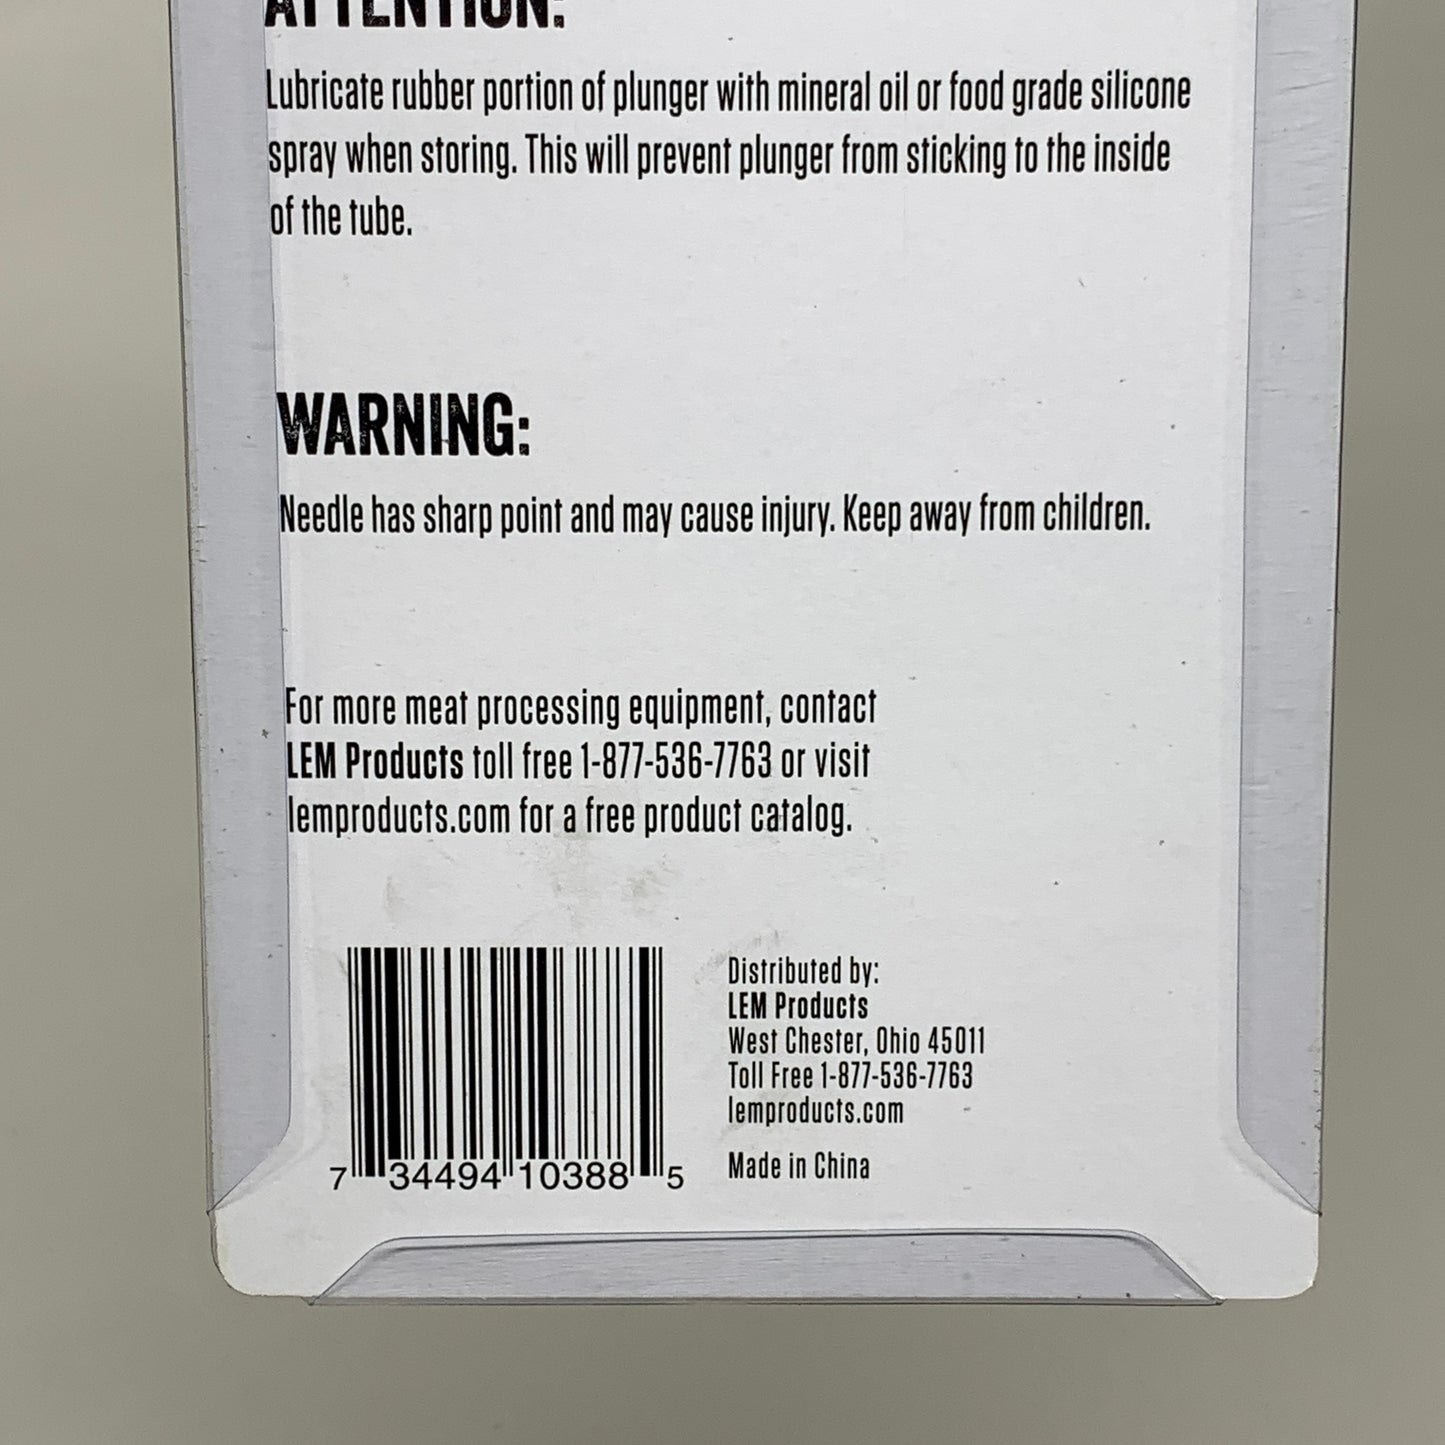 ATTENTION:
Lubricate rubber portion of plunger with mineral oil or food grade silicone
spray when storing. This will prevent plunger from sticking to the inside
of the tube.
WARNING:
Needle has sharp point and may cause injury. Keep away from children.
For more meat processing equipment, contact
LEM Products toll free 1-877-536-7763 or visit
lemproducts.com for a free product catalog.
Distributed by:
LEM Products
West Chester, Ohio 45011
Toll Free 1-877-536-7763
lemproducts.com
Made in China
7 34494 10388 5